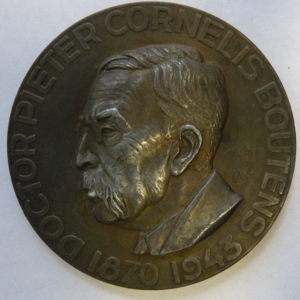 DOCTOR PIETER CORNELIS BOUTENS
1870 1943